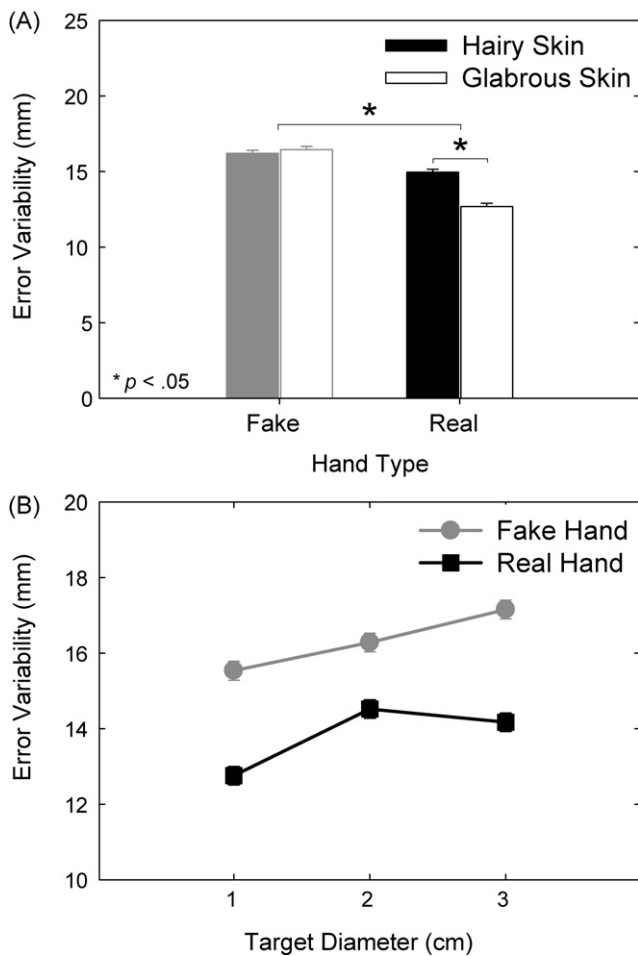 (A)
Hairy Skin
Glabrous Skin
25
20
15
10
5
0
Error Variability (mm)
*
*
* p < .05
Fake Real
Hand Type
(B)
Fake Hand
Real Hand
20
18
16
14
12
10
Error Variability (mm)
1 2 3
Target Diameter (cm)